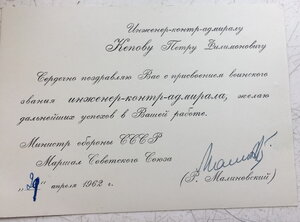 Инженер-контр-адмиралу
Кепову Петру Филимоновичу
Сердечно поздравляю Вас с присвоением воинского
звания инженер-контр-адмирала, желаю
дальнейших успехов в Вашей работе.
Министр обороны СССР
Маршал Советского Союза
(Р. Малиновский)
апреля 1962 г.